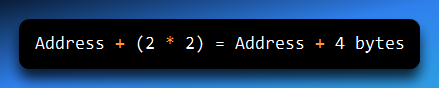 Address + (2 * 2) = Address + 4 bytes